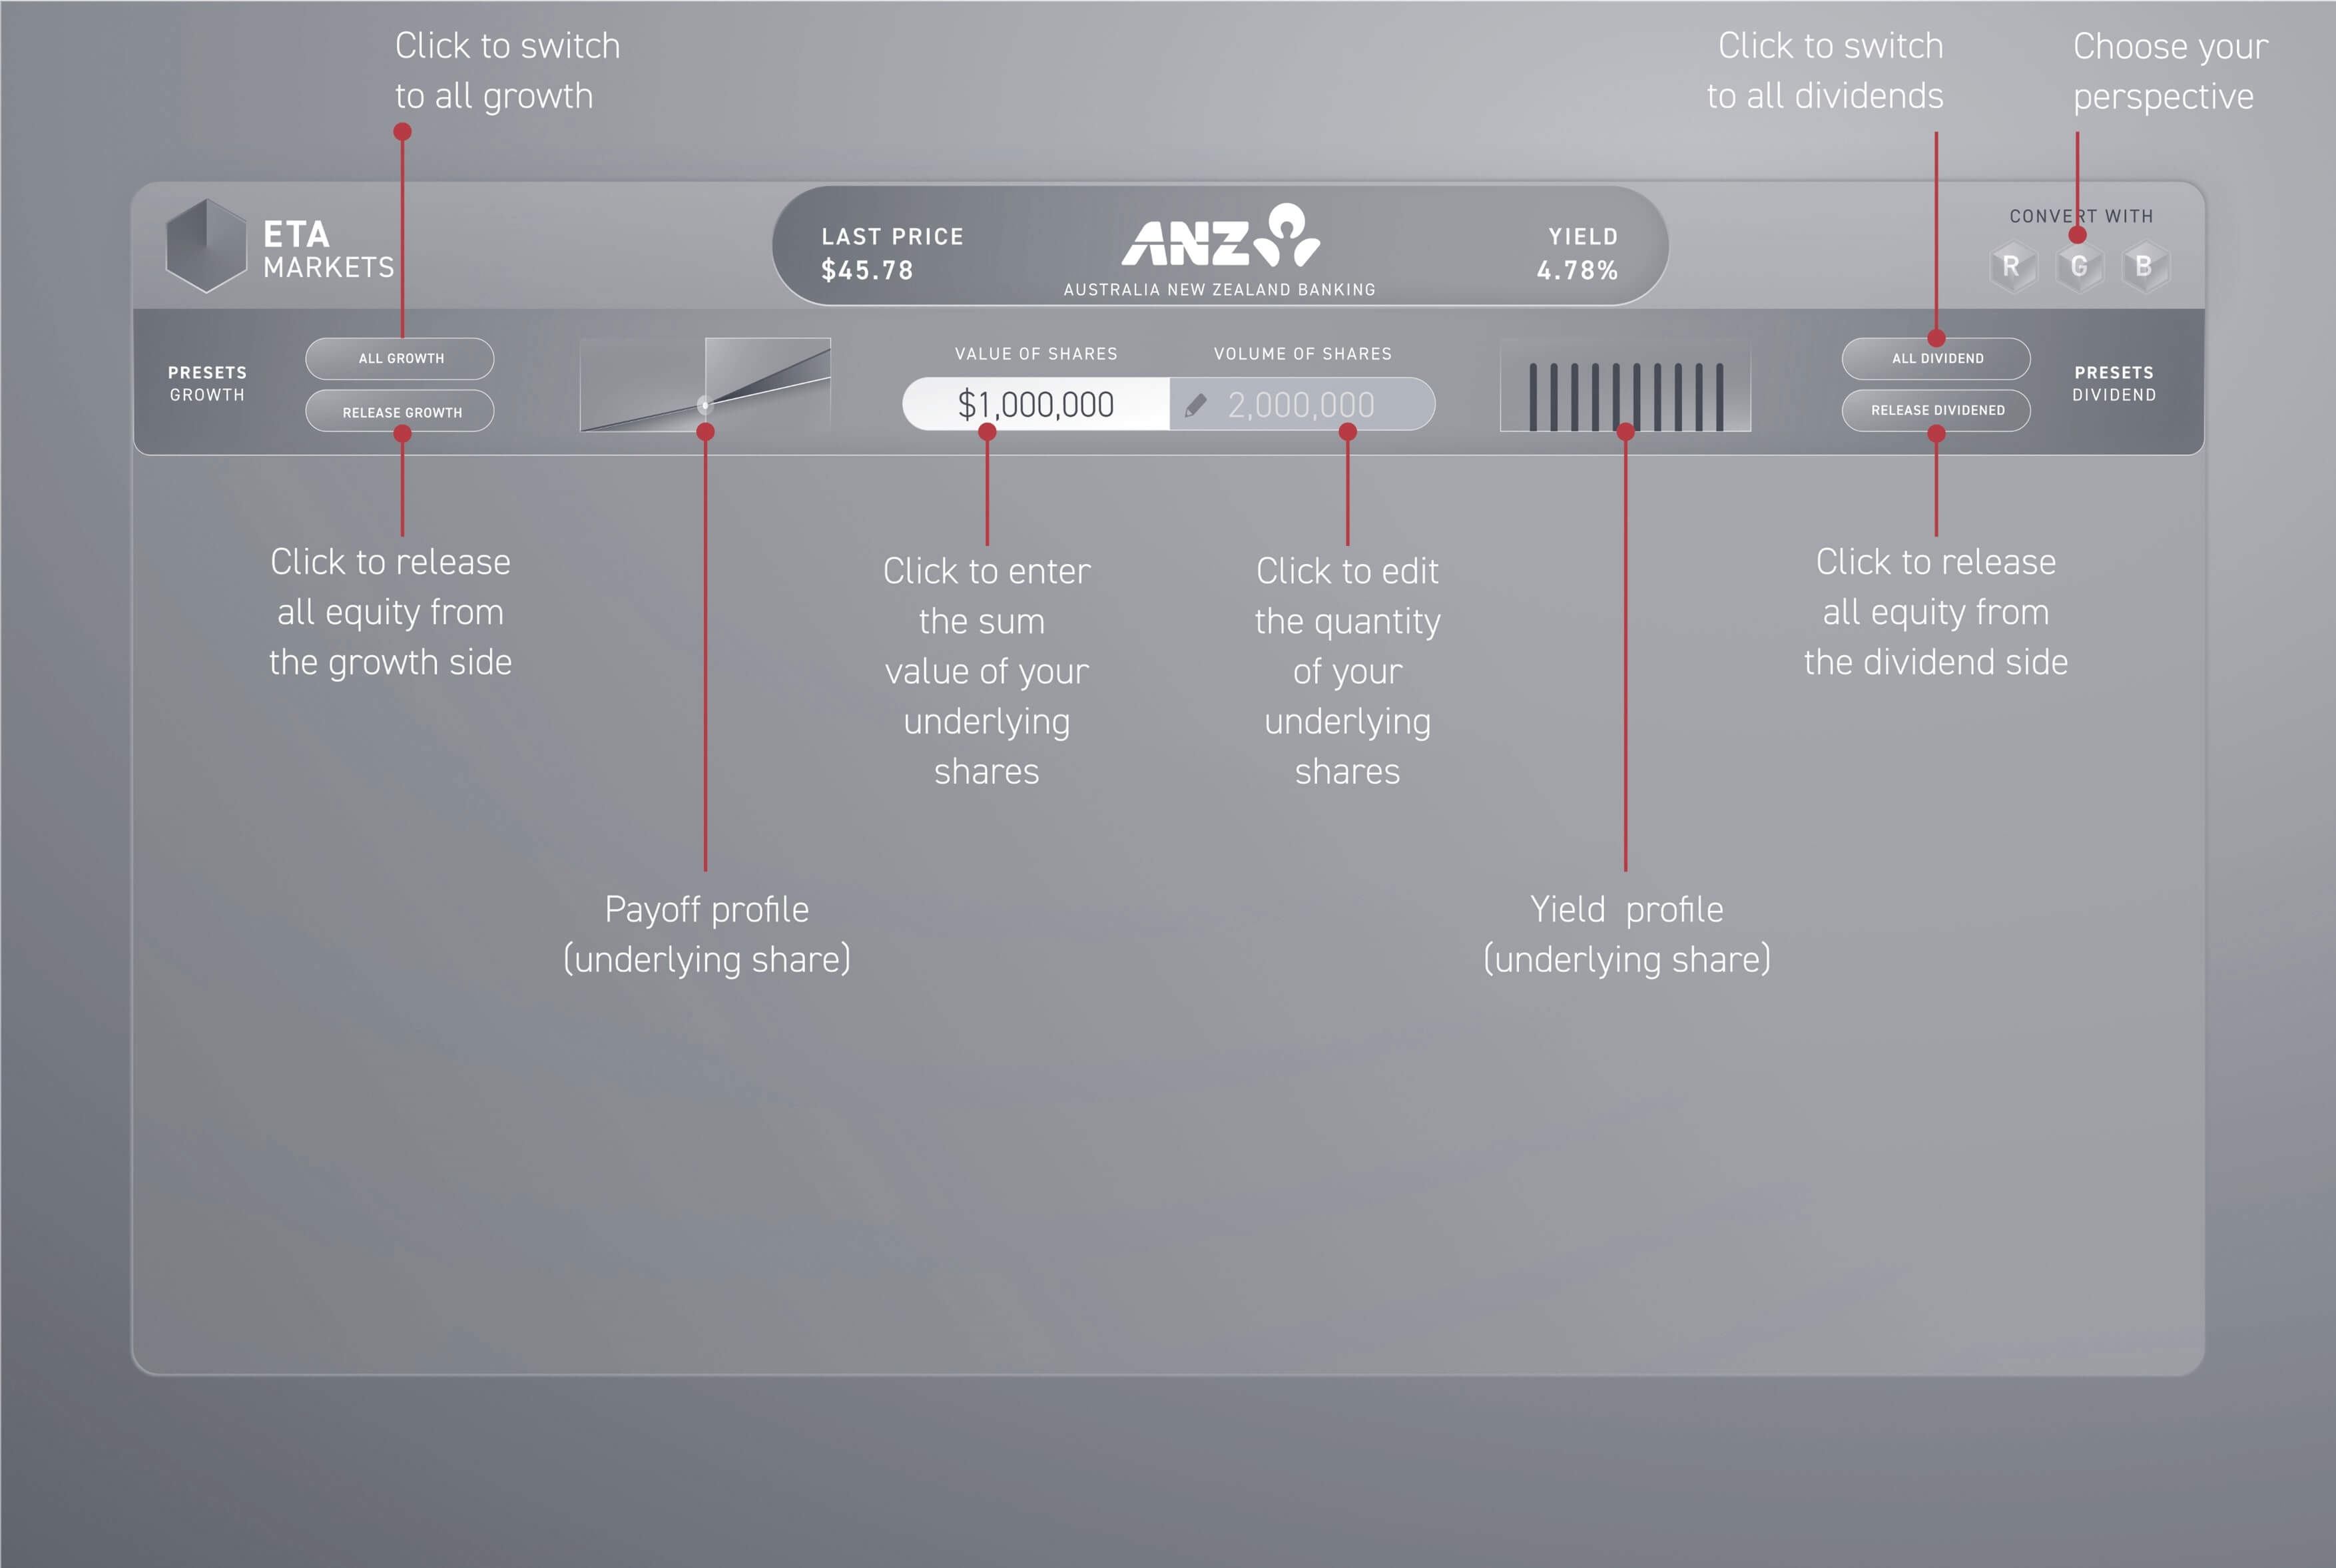 Click to switch
to all growth
Click to switch
to all dividends
Choose your
perspective
ETA
MARKETS
LAST PRICE
$45.78
ANZ
AUSTRALIA NEW ZEALAND BANKING
YIELD
4.78%
CONVERT WITH
R G B
PRESETS
GROWTH
ALL GROWTH
RELEASE GROWTH
VALUE OF SHARES
$1,000,000
VOLUME OF SHARES
2,000,000
ALL DIVIDEND
RELEASE DIVIDENED
PRESETS
DIVIDEND
Click to release
all equity from
the growth side
Click to enter
the sum
value of your
underlying
shares
Click to edit
the quantity
of your
underlying
shares
Click to release
all equity from
the dividend side
Payoff profile
(underlying share)
Yield profile
(underlying share)